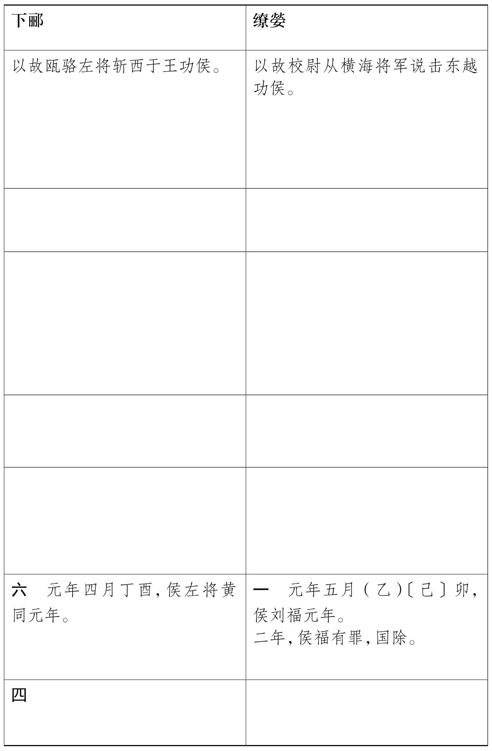 下郦
缭嫈
以故瓯骆左将斩西于王功侯。
以故校尉从横海将军说击东越
功侯。
六　元年四月丁酉，侯左将黄
同元年。
一　元年五月（乙）〔己〕卯，
侯刘福元年。
二年，侯福有罪，国除。
四